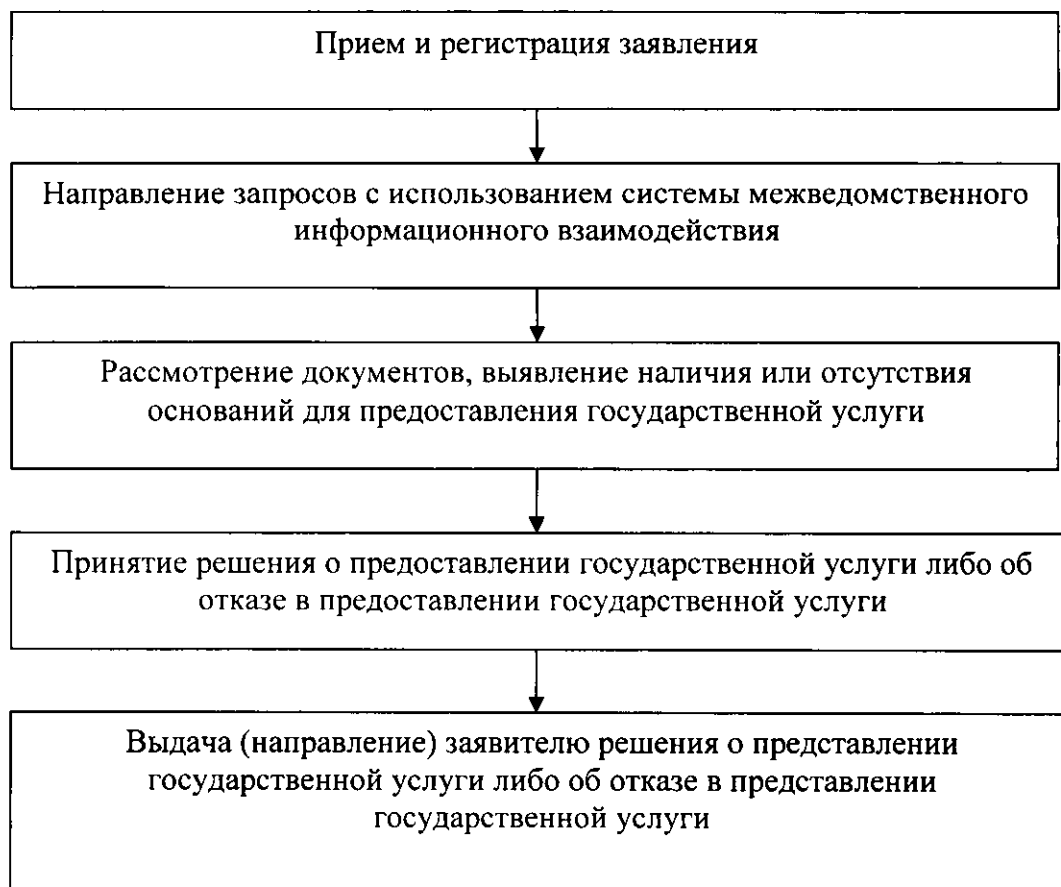 Прием и регистрация заявления
Направление запросов с использованием системы межведомственного
информационного взаимодействия
Рассмотрение документов, выявление наличия или отсутствия
оснований для предоставления государственной услуги
Принятие решения о предоставлении государственной услуги либо об
отказе в предоставлении государственной услуги
Выдача (направление) заявителю решения о представлении
государственной услуги либо об отказе в представлении
государственной услуги